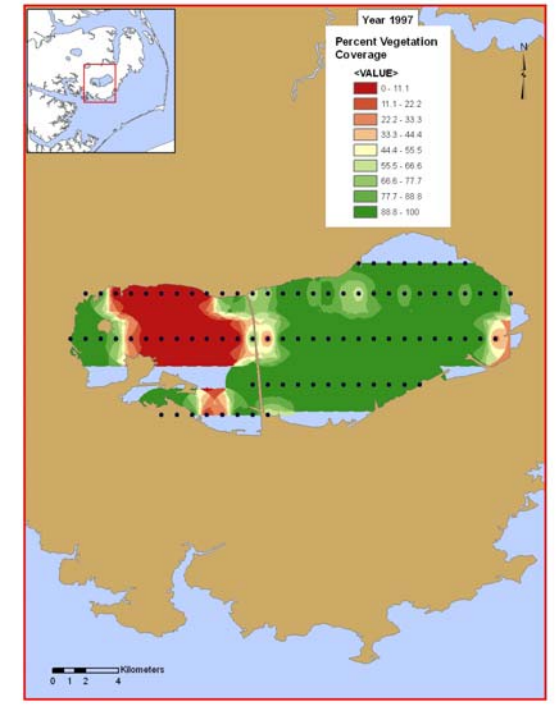 Year 1997
Percent Vegetation
Coverage
<VALUE>
0 - 11.1
11.1 - 22.2
22.2 - 33.3
33.3 - 44.4
44.4 - 55.5
55.5 - 66.6
66.6 - 77.7
77.7 - 88.8
88.8 - 100
N
Kilometers
0 1 2 4